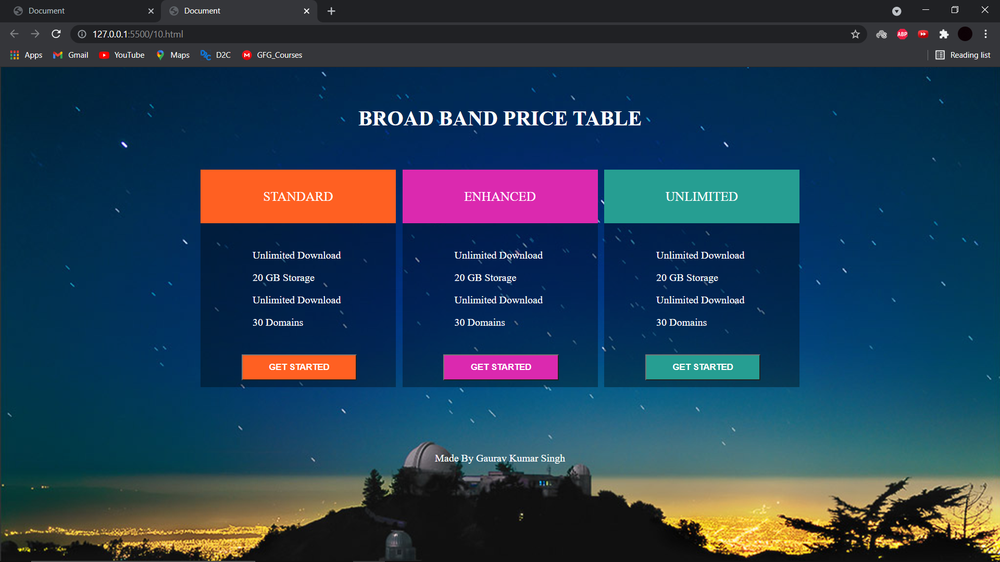 Document
Document
127.0.0.1:5500/10.html
ABP
Apps
Gmail
YouTube
Maps
D2C
GFG_Courses
Reading list
BROAD BAND PRICE TABLE
STANDARD
ENHANCED
UNLIMITED
Unlimited Download
20 GB Storage
Unlimited Download
30 Domains
GET STARTED
Unlimited Download
20 GB Storage
Unlimited Download
30 Domains
GET STARTED
Unlimited Download
20 GB Storage
Unlimited Download
30 Domains
GET STARTED
Made By Gaurav Kumar Singh